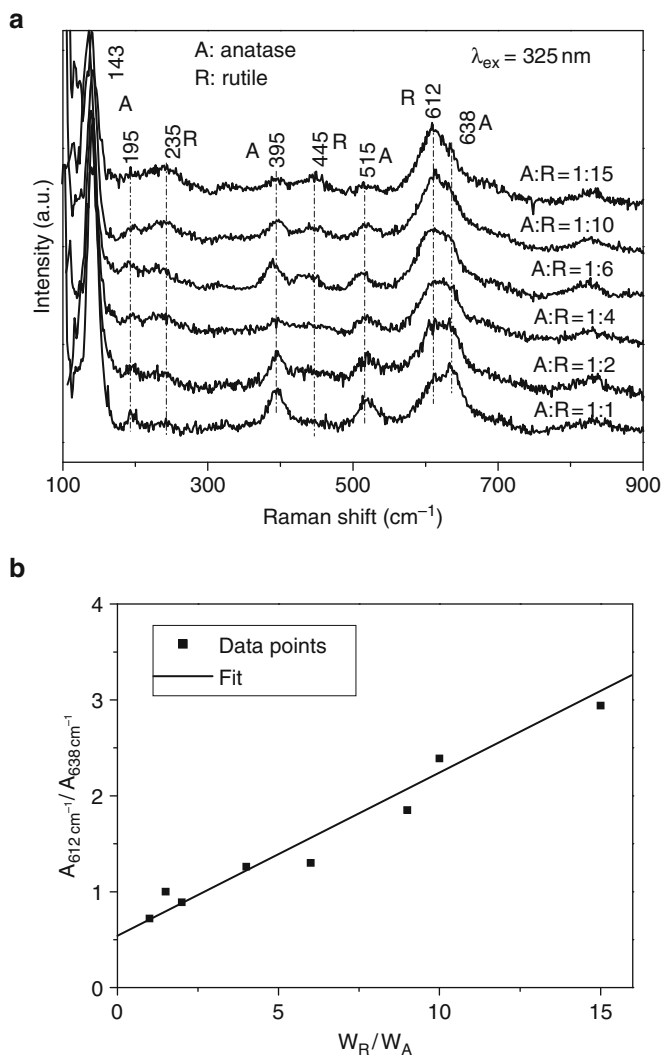 a
A: anatase
R: rutile
λex = 325 nm
143
A
195
235 R
A
395
445 R
515 A
R
612
638 A
A:R=1:15
A:R=1:10
A:R=1:6
A:R=1:4
A:R=1:2
A:R=1:1
Intensity (a.u.)
100 300 500 700 900
Raman shift (cm⁻¹)
b
4
3
2
1
0
Data points
Fit
A612 cm⁻¹/A638 cm⁻¹
0 5 10 15
WR/WA